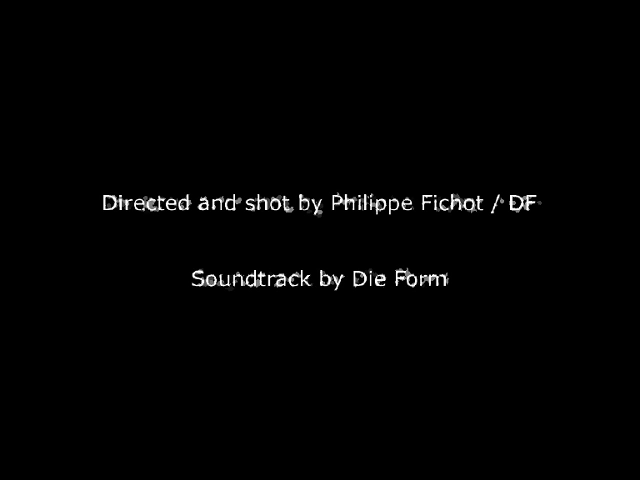 Directed and shot by Philippe Fichot / DF
Soundtrack by Die Form